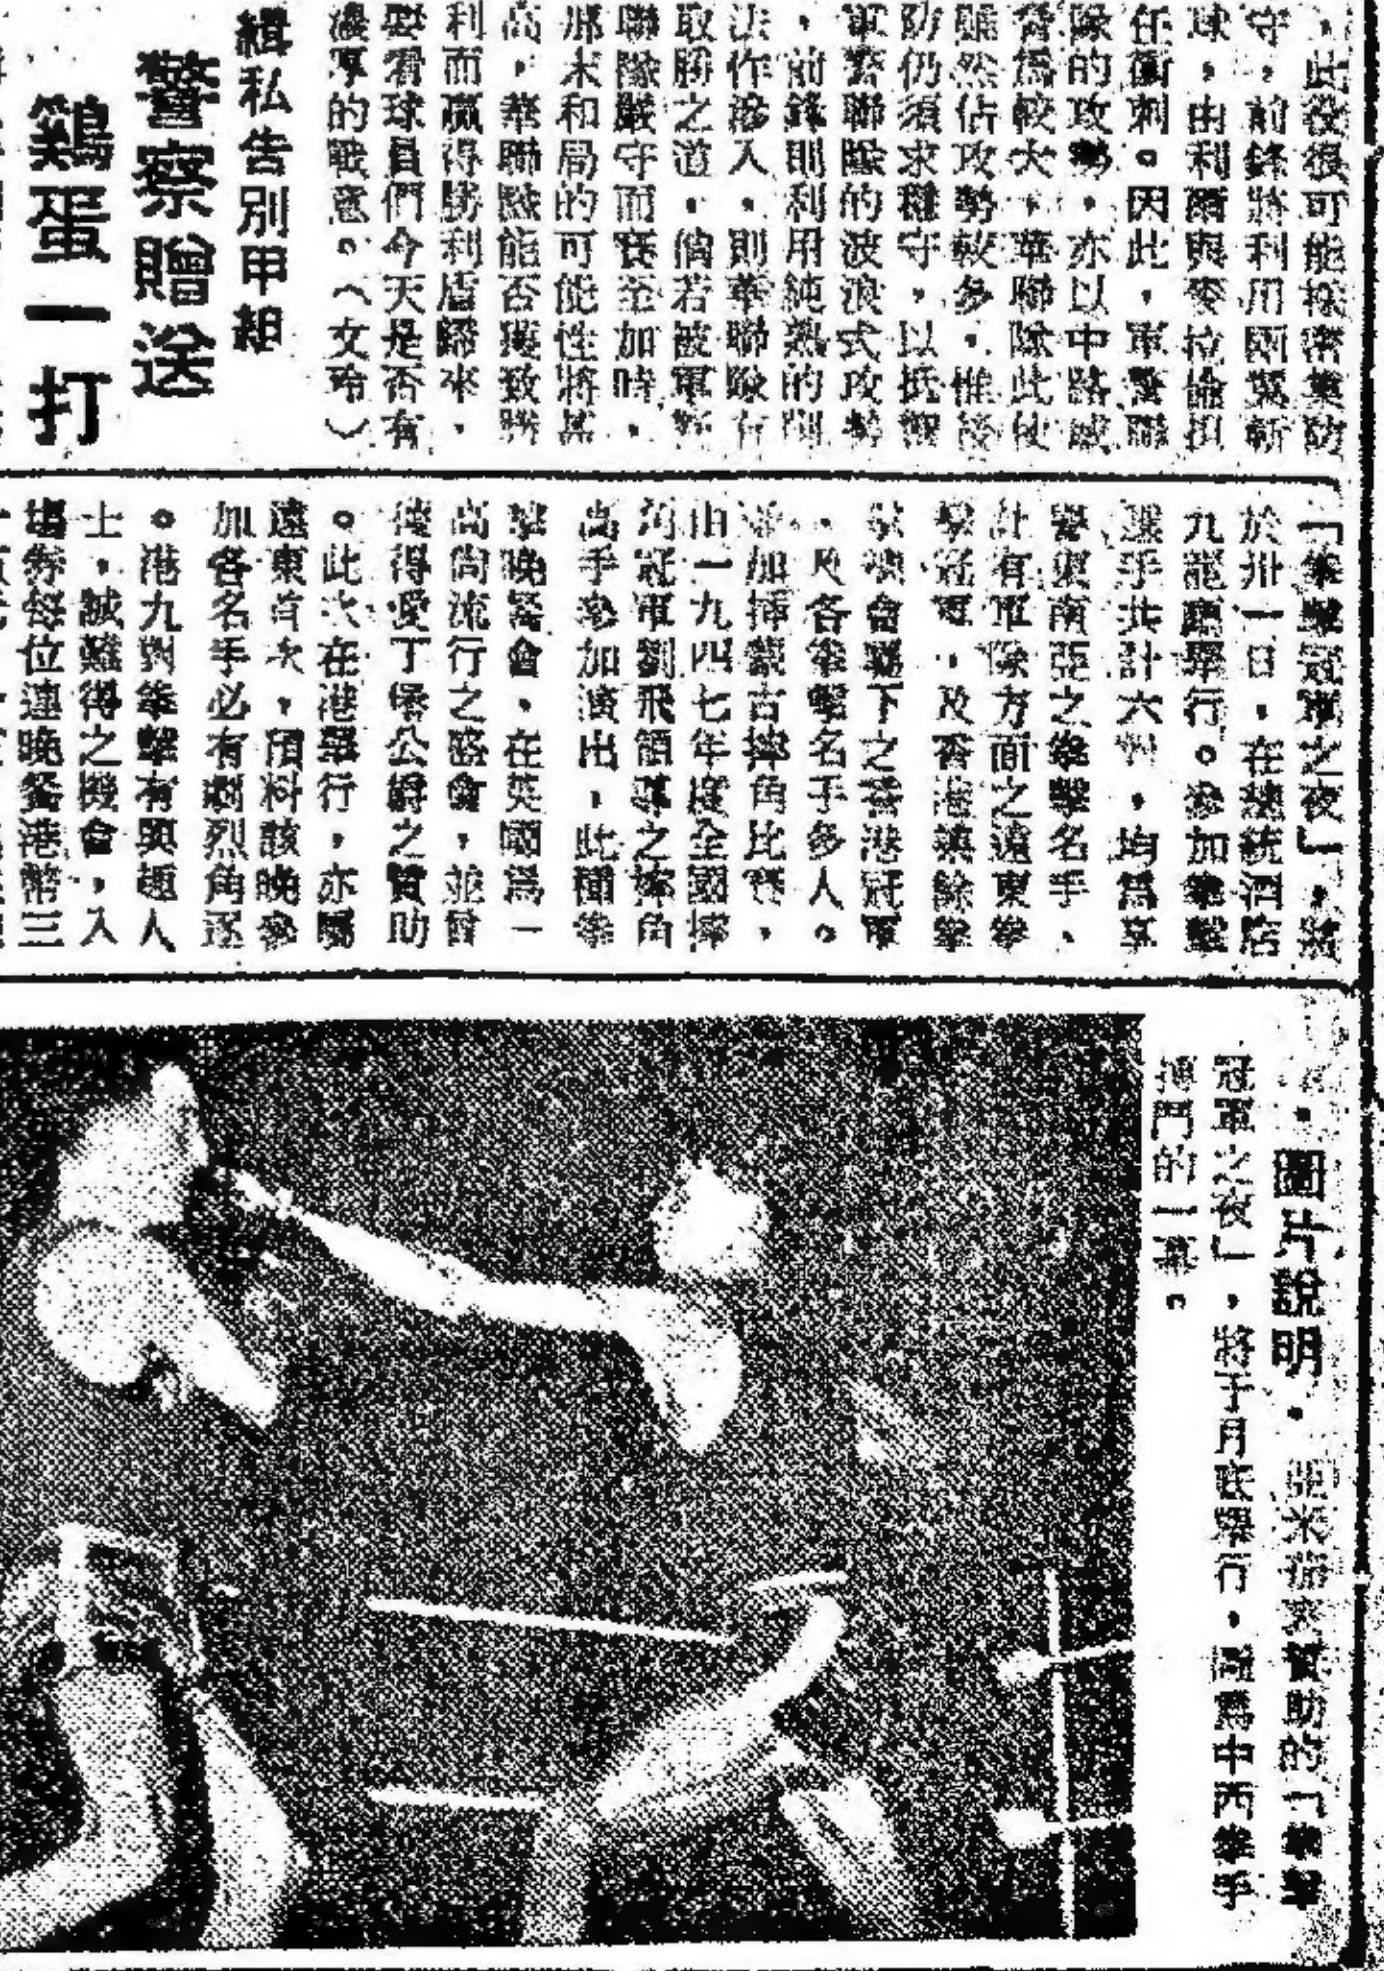 ，此役很可能採密集防
守，前鋒將利用兩翼斬
球，由利爾與麥拉倫担
任衝刺。因此，軍警聯
隊的攻勢，亦以中路威
脅為較大，華聯隊此使
雖然佔攻勢較多，惟後
防仍須求穩守，以抵禦
軍警聯隊的波浪式攻勢
，前鋒則利用純熟的
法作滲入，則華聯隊有
取勝之道，倘若被軍警
聯隊嚴守而賽至加時，
那末和局的可能性將甚
高，華聯隊能否獲致勝
利而贏得勝利盾歸來，
要看球員們今天是否有
濃厚的戰意。（文玲）
緝私告別甲組
警察贈送
鷄蛋一打
「拳擊冠軍之夜」，將
於卅一日，在總統酒店
九龍廳舉行。參加拳擊
選手共計六對，均為享
譽東南亞之拳擊名手、
計有軍隊方面之遠東拳
擊冠軍，及香港業餘拳
擊總會轄下之香港冠軍
，及各拳擊名手多人。
並加揷蒙古摔角比賽，
由一九四七年度全國摔
角冠軍劉飛領導之摔角
高手參加演出，此種拳
擊晚餐會，在英國為一
高尚流行之盛會，並曾
獲得愛丁堡公爵之贊助
。此次在港舉行，亦屬
遠東首次，預料該晚參
加各名手必有劇烈角逐
。港九對拳擊有興趣人
士，誠難得之機會，入
場券每位連晚餐港幣三
・圖片說明・ 贊助的「拳擊
冠軍之夜」，將于月底舉行，圖為中西拳手
搏鬥的一幕。